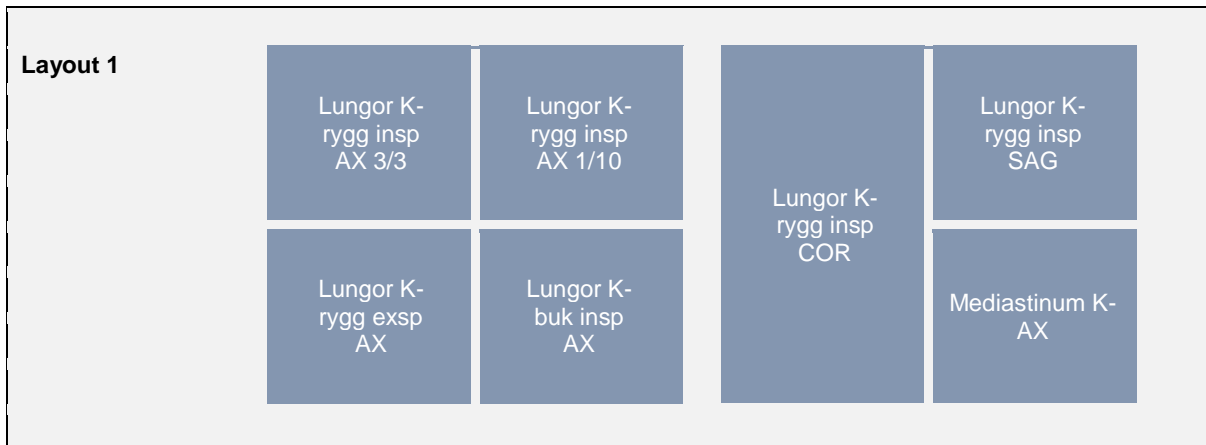 Layout 1
Lungor K-
rygg insp
AX 3/3
Lungor K-
rygg insp
AX 1/10
Lungor K-
rygg insp
COR
Lungor K-
rygg insp
SAG
Lungor K-
rygg exsp
AX
Lungor K-
buk insp
AX
Mediastinum K-
AX